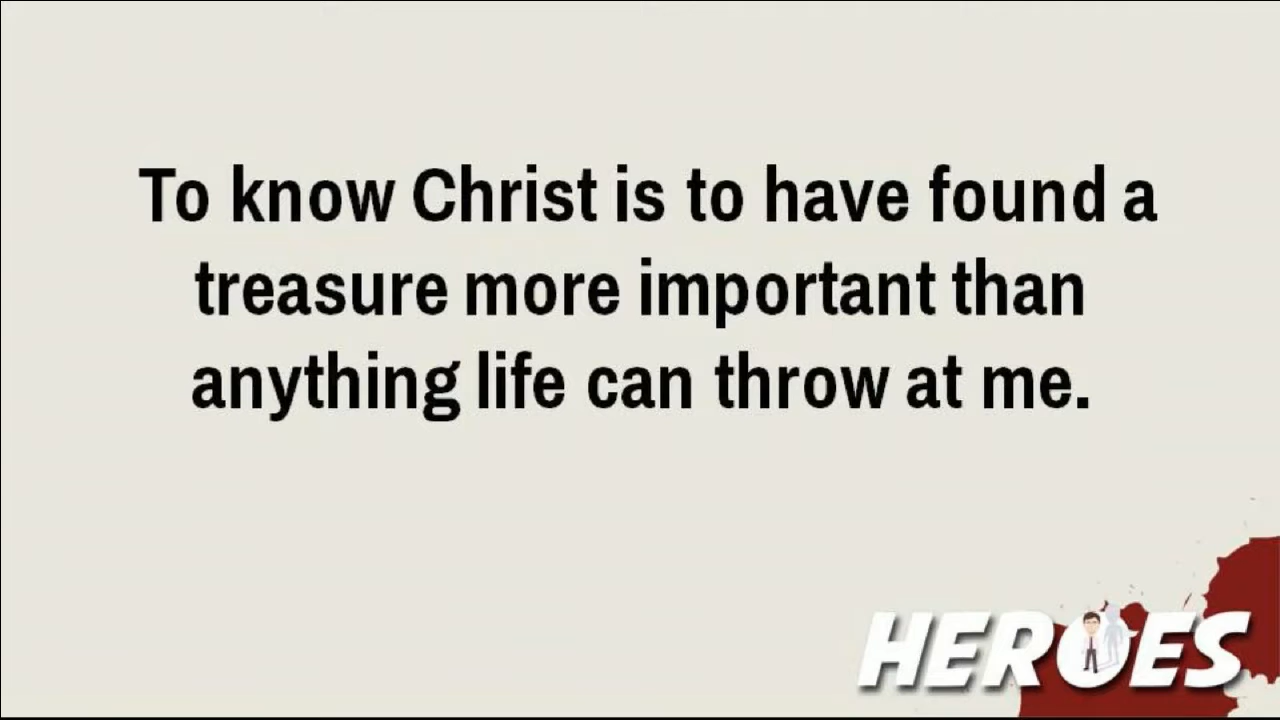 To know Christ is to have found a
treasure more important than
anything life can throw at me.
HEROES